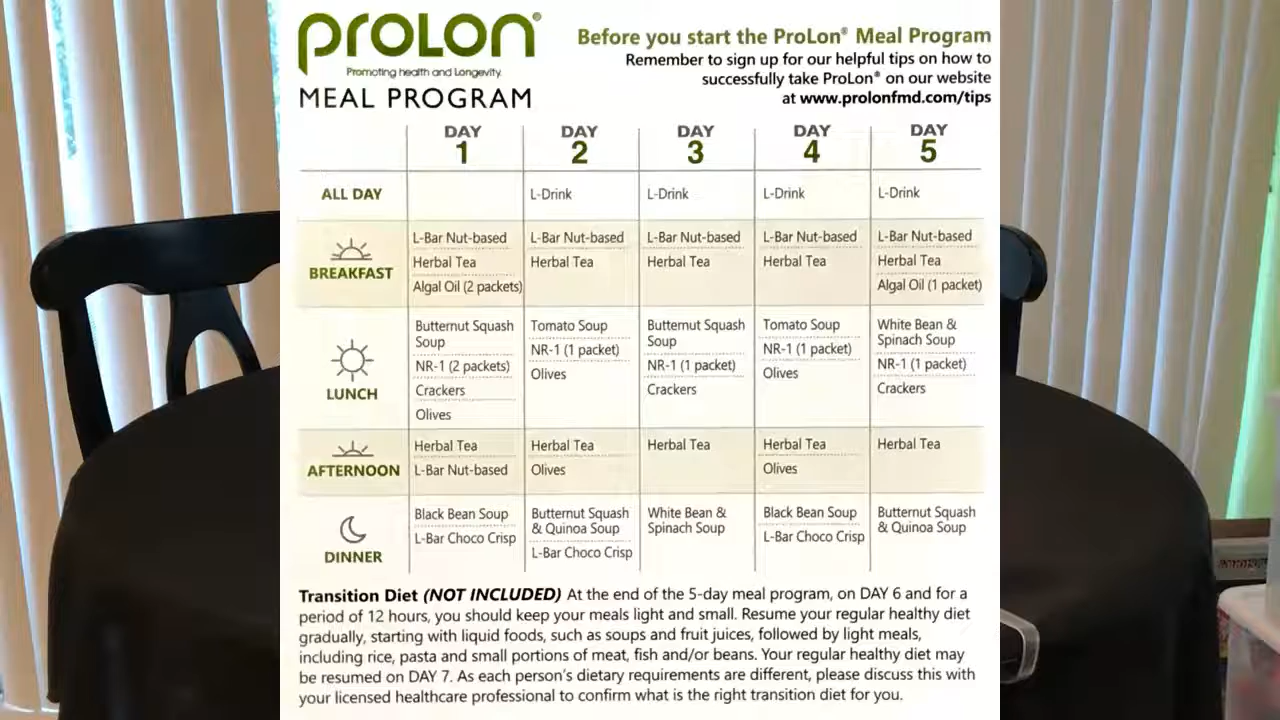 PROLON®
Promoting health and Longevity
MEAL PROGRAM
Before you start the ProLon® Meal Program
Remember to sign up for our helpful tips on how to
successfully take ProLon® on our website
at www.prolonfmd.com/tips
DAY 1 DAY 2 DAY 3 DAY 4 DAY 5
ALL DAY
L-Drink L-Drink L-Drink L-Drink
BREAKFAST
L-Bar Nut-based L-Bar Nut-based L-Bar Nut-based L-Bar Nut-based L-Bar Nut-based
Herbal Tea Herbal Tea Herbal Tea Herbal Tea Herbal Tea
Algal Oil (2 packets) Algal Oil (1 packet)
LUNCH
Butternut Squash
Soup
NR-1 (2 packets)
Crackers
Olives
Tomato Soup
NR-1 (1 packet)
Olives
Butternut Squash
Soup
NR-1 (1 packet)
Crackers
Tomato Soup
NR-1 (1 packet)
Olives
White Bean &
Spinach Soup
NR-1 (1 packet)
Crackers
AFTERNOON
Herbal Tea
L-Bar Nut-based
Herbal Tea
Olives
Herbal Tea
Herbal Tea
Olives
Herbal Tea
DINNER
Black Bean Soup
L-Bar Choco Crisp
Butternut Squash
& Quinoa Soup
L-Bar Choco Crisp
White Bean &
Spinach Soup
Black Bean Soup
L-Bar Choco Crisp
Butternut Squash
& Quinoa Soup
Transition Diet (NOT INCLUDED) At the end of the 5-day meal program, on DAY 6 and for a
period of 12 hours, you should keep your meals light and small. Resume your regular healthy diet
gradually, starting with liquid foods, such as soups and fruit juices, followed by light meals,
including rice, pasta and small portions of meat, fish and/or beans. Your regular healthy diet may
be resumed on DAY 7. As each person's dietary requirements are different, please discuss this with
your licensed healthcare professional to confirm what is the right transition diet for you.